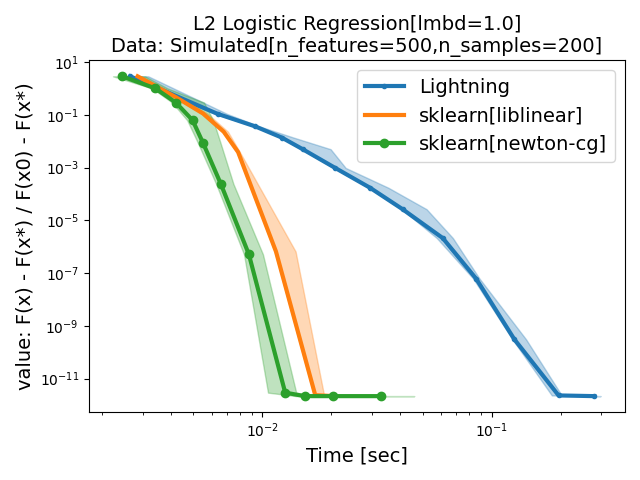 L2 Logistic Regression[lmbd=1.0]
Data: Simulated[n_features=500,n_samples=200]
value: F(x) - F(x*) / F(x0) - F(x*)
10¹
10⁻¹
10⁻³
10⁻⁵
10⁻⁷
10⁻⁹
10⁻¹¹
Lightning
sklearn[liblinear]
sklearn[newton-cg]
10⁻²
10⁻¹
Time [sec]